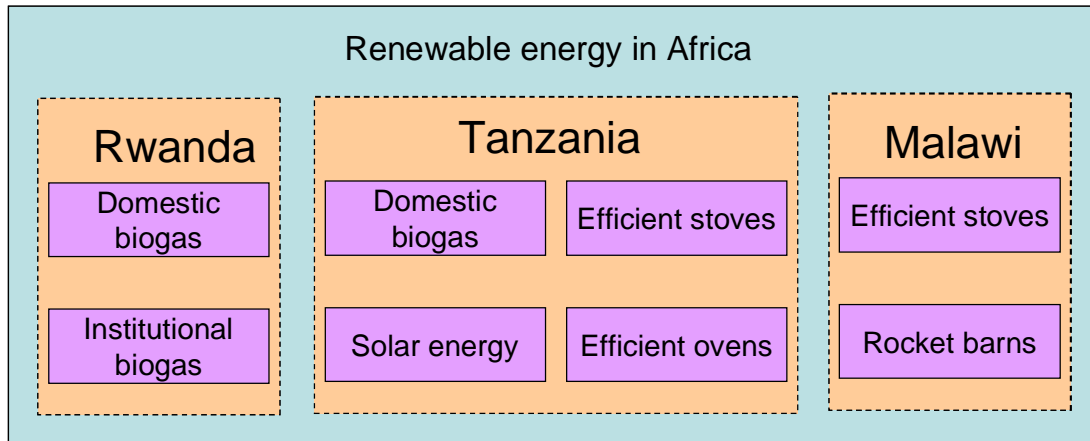 Renewable energy in Africa
Rwanda
Domestic
biogas
Institutional
biogas
Tanzania
Domestic
biogas
Efficient stoves
Solar energy
Efficient ovens
Malawi
Efficient stoves
Rocket barns